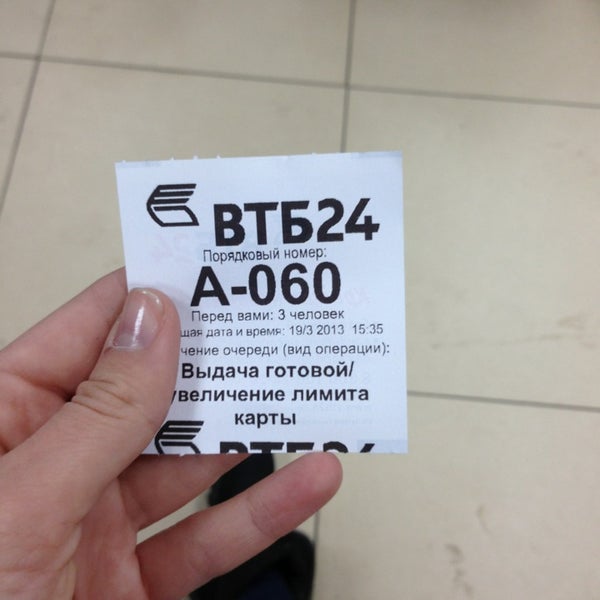 ВТБ24
Порядковый номер:
А-060
Перед вами: 3 человек
дата и время: 19/3 2013 15:35
очереди (вид операции):
Выдача готовой/
увеличение лимита
карты
ВТБ24